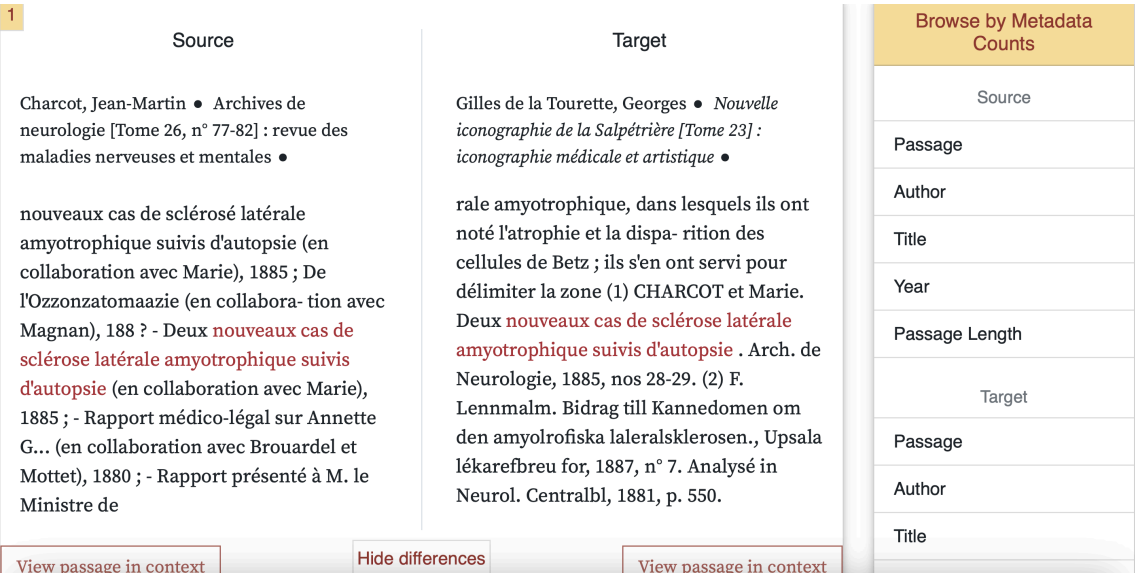 1
Source
Charcot, Jean-Martin ● Archives de
neurologie [Tome 26, n° 77-82] : revue des
maladies nerveuses et mentales ●
nouveaux cas de sclérosé latérale
amyotrophique suivis d'autopsie (en
collaboration avec Marie), 1885 ; De
l'Ozzonzatomaazie (en collabora- tion avec
Magnan), 188 ? - Deux nouveaux cas de
sclérose latérale amyotrophique suivis
d'autopsie (en collaboration avec Marie),
1885 ; - Rapport médico-légal sur Annette
G... (en collaboration avec Brouardel et
Mottet), 1880 ; - Rapport présenté à M. le
Ministre de
View passage in context
Hide differences
Target
Gilles de la Tourette, Georges ● Nouvelle
iconographie de la Salpétrière [Tome 23] :
iconographie médicale et artistique ●
rale amyotrophique, dans lesquels ils ont
noté l'atrophie et la dispa- rition des
cellules de Betz ; ils s'en ont servi pour
délimiter la zone (1) CHARCOT et Marie.
Deux nouveaux cas de sclérose latérale
amyotrophique suivis d'autopsie . Arch. de
Neurologie, 1885, nos 28-29. (2) F.
Lennmalm. Bidrag till Kannedomen om
den amyolrofiska laleralsklerosen., Upsala
lékarefbreu for, 1887, n° 7. Analysé in
Neurol. Centralbl, 1881, p. 550.
View passage in context
Browse by Metadata
Counts
Source
Passage
Author
Title
Year
Passage Length
Target
Passage
Author
Title